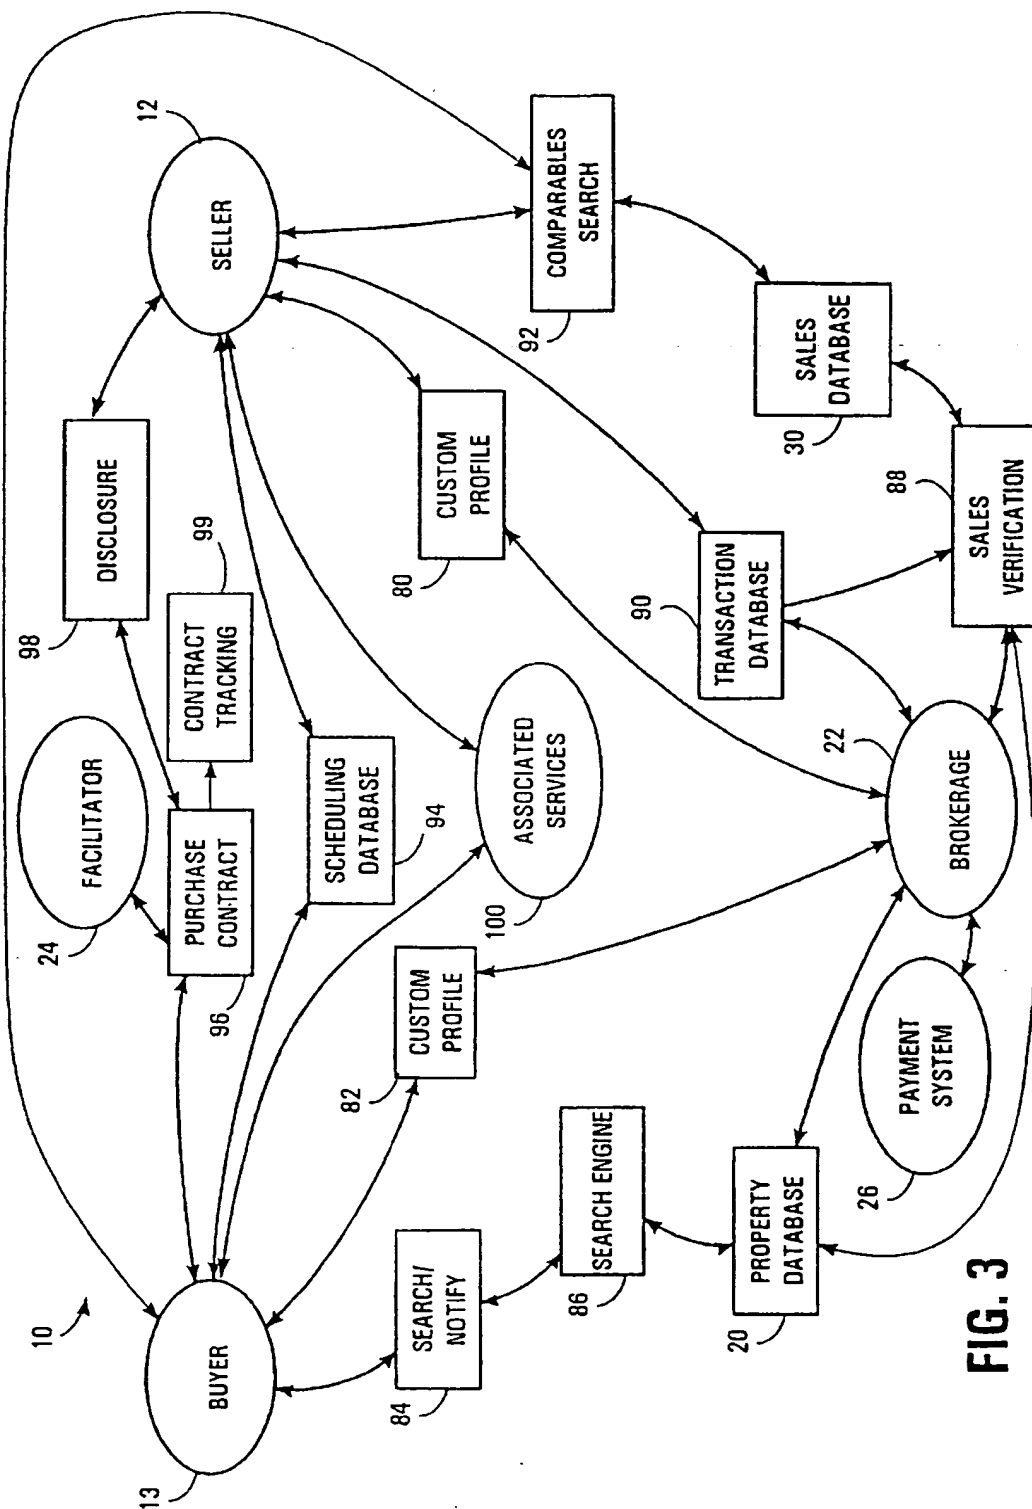 10
12
SELLER
98
DISCLOSURE
99
CONTRACT
TRACKING
24
FACILITATOR
96
PURCHASE
CONTRACT
SCHEDULING
DATABASE
94
80
CUSTOM
PROFILE
92
COMPARABLES
SEARCH
100
ASSOCIATED
SERVICES
13
BUYER
82
CUSTOM
PROFILE
84
SEARCH/
NOTIFY
86
SEARCH ENGINE
90
TRANSACTION
DATABASE
30
SALES
DATABASE
88
SALES
VERIFICATION
22
BROKERAGE
20
PROPERTY
DATABASE
26
PAYMENT
SYSTEM
FIG. 3